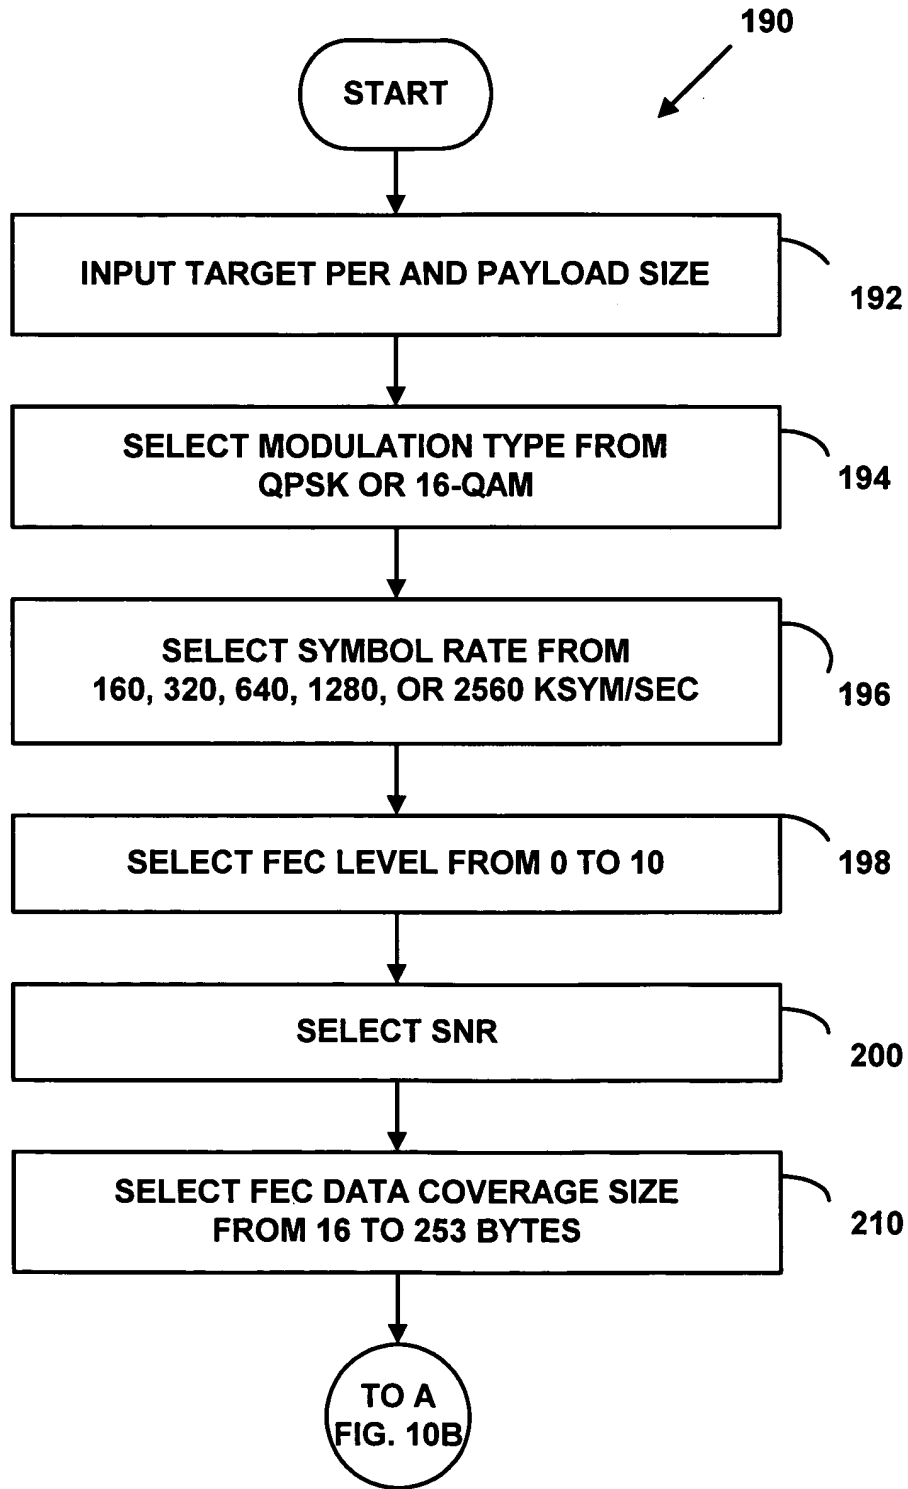 190
START
INPUT TARGET PER AND PAYLOAD SIZE
192
SELECT MODULATION TYPE FROM
QPSK OR 16-QAM
194
SELECT SYMBOL RATE FROM
160, 320, 640, 1280, OR 2560 KSYM/SEC
196
SELECT FEC LEVEL FROM 0 TO 10
198
SELECT SNR
200
SELECT FEC DATA COVERAGE SIZE
FROM 16 TO 253 BYTES
210
TO A
FIG. 10B